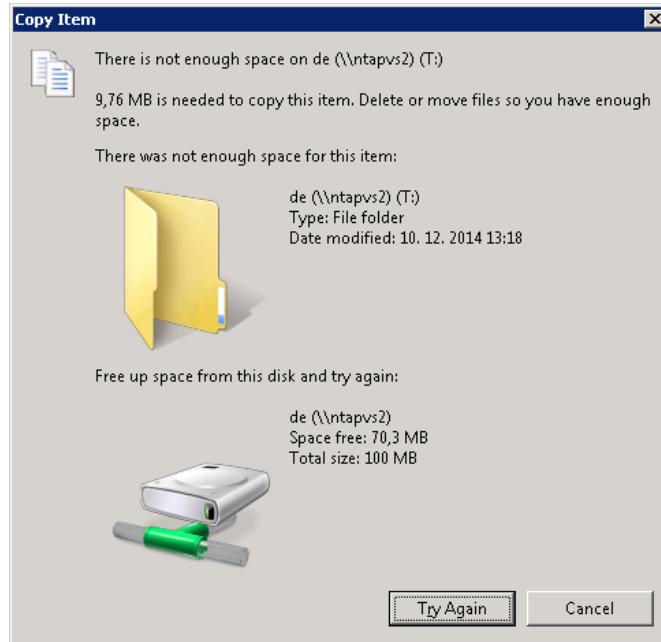 Copy Item
There is not enough space on de (\\ntapvs2) (T:)
9,76 MB is needed to copy this item. Delete or move files so you have enough
space.
There was not enough space for this item:
de (\\ntapvs2) (T:)
Type: File folder
Date modified: 10. 12. 2014 13:18
Free up space from this disk and try again:
de (\\ntapvs2)
Space free: 70,3 MB
Total size: 100 MB
Try Again
Cancel